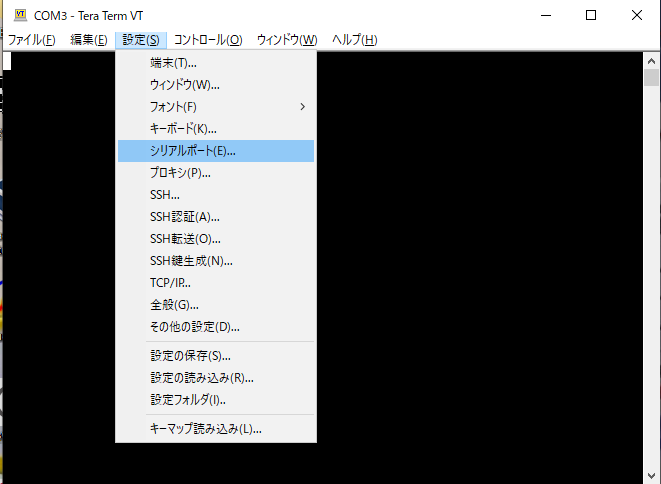 VT COM3 - Tera Term VT
ファイル(F) 編集(E) 設定(S) コントロール(O) ウィンドウ(W) ヘルプ(H)
端末(T)...
ウィンドウ(W)...
フォント(F)
キーボード(K)...
シリアルポート(E)...
プロキシ(P)...
SSH...
SSH認証(A)...
SSH転送(O)...
SSH鍵生成(N)...
TCP/IP...
全般(G)...
その他の設定(D)...
設定の保存(S)...
設定の読み込み(R)...
設定フォルダ(I)..
キーマップ読み込み(L)...